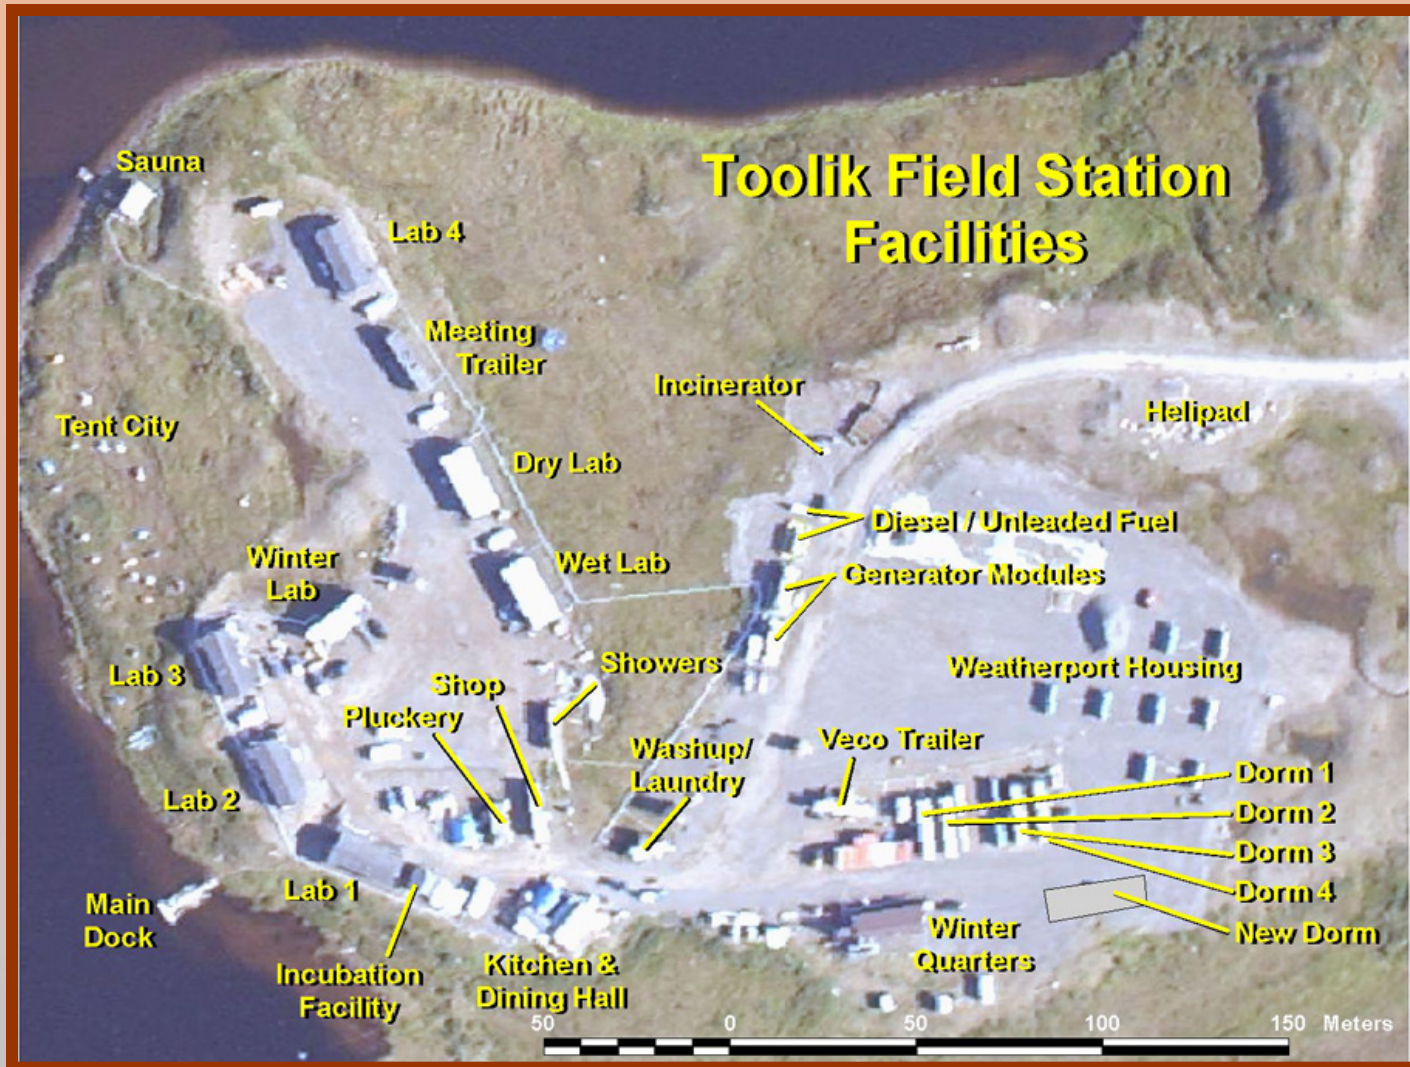 Toolik Field Station
Facilities
Sauna
Lab 4
Meeting
Trailer
Incinerator
Helipad
Tent City
Dry Lab
Diesel / Unleaded Fuel
Winter
Lab
Wet Lab
Generator Modules
Lab 3
Shop
Showers
Weatherport Housing
Pluckery
Washup/
Laundry
Veco Trailer
Dorm 1
Lab 2
Dorm 2
Dorm 3
Lab 1
Dorm 4
Main
Dock
Winter
Quarters
New Dorm
Incubation
Facility
Kitchen &
Dining Hall
50 0 50 100 150 Meters